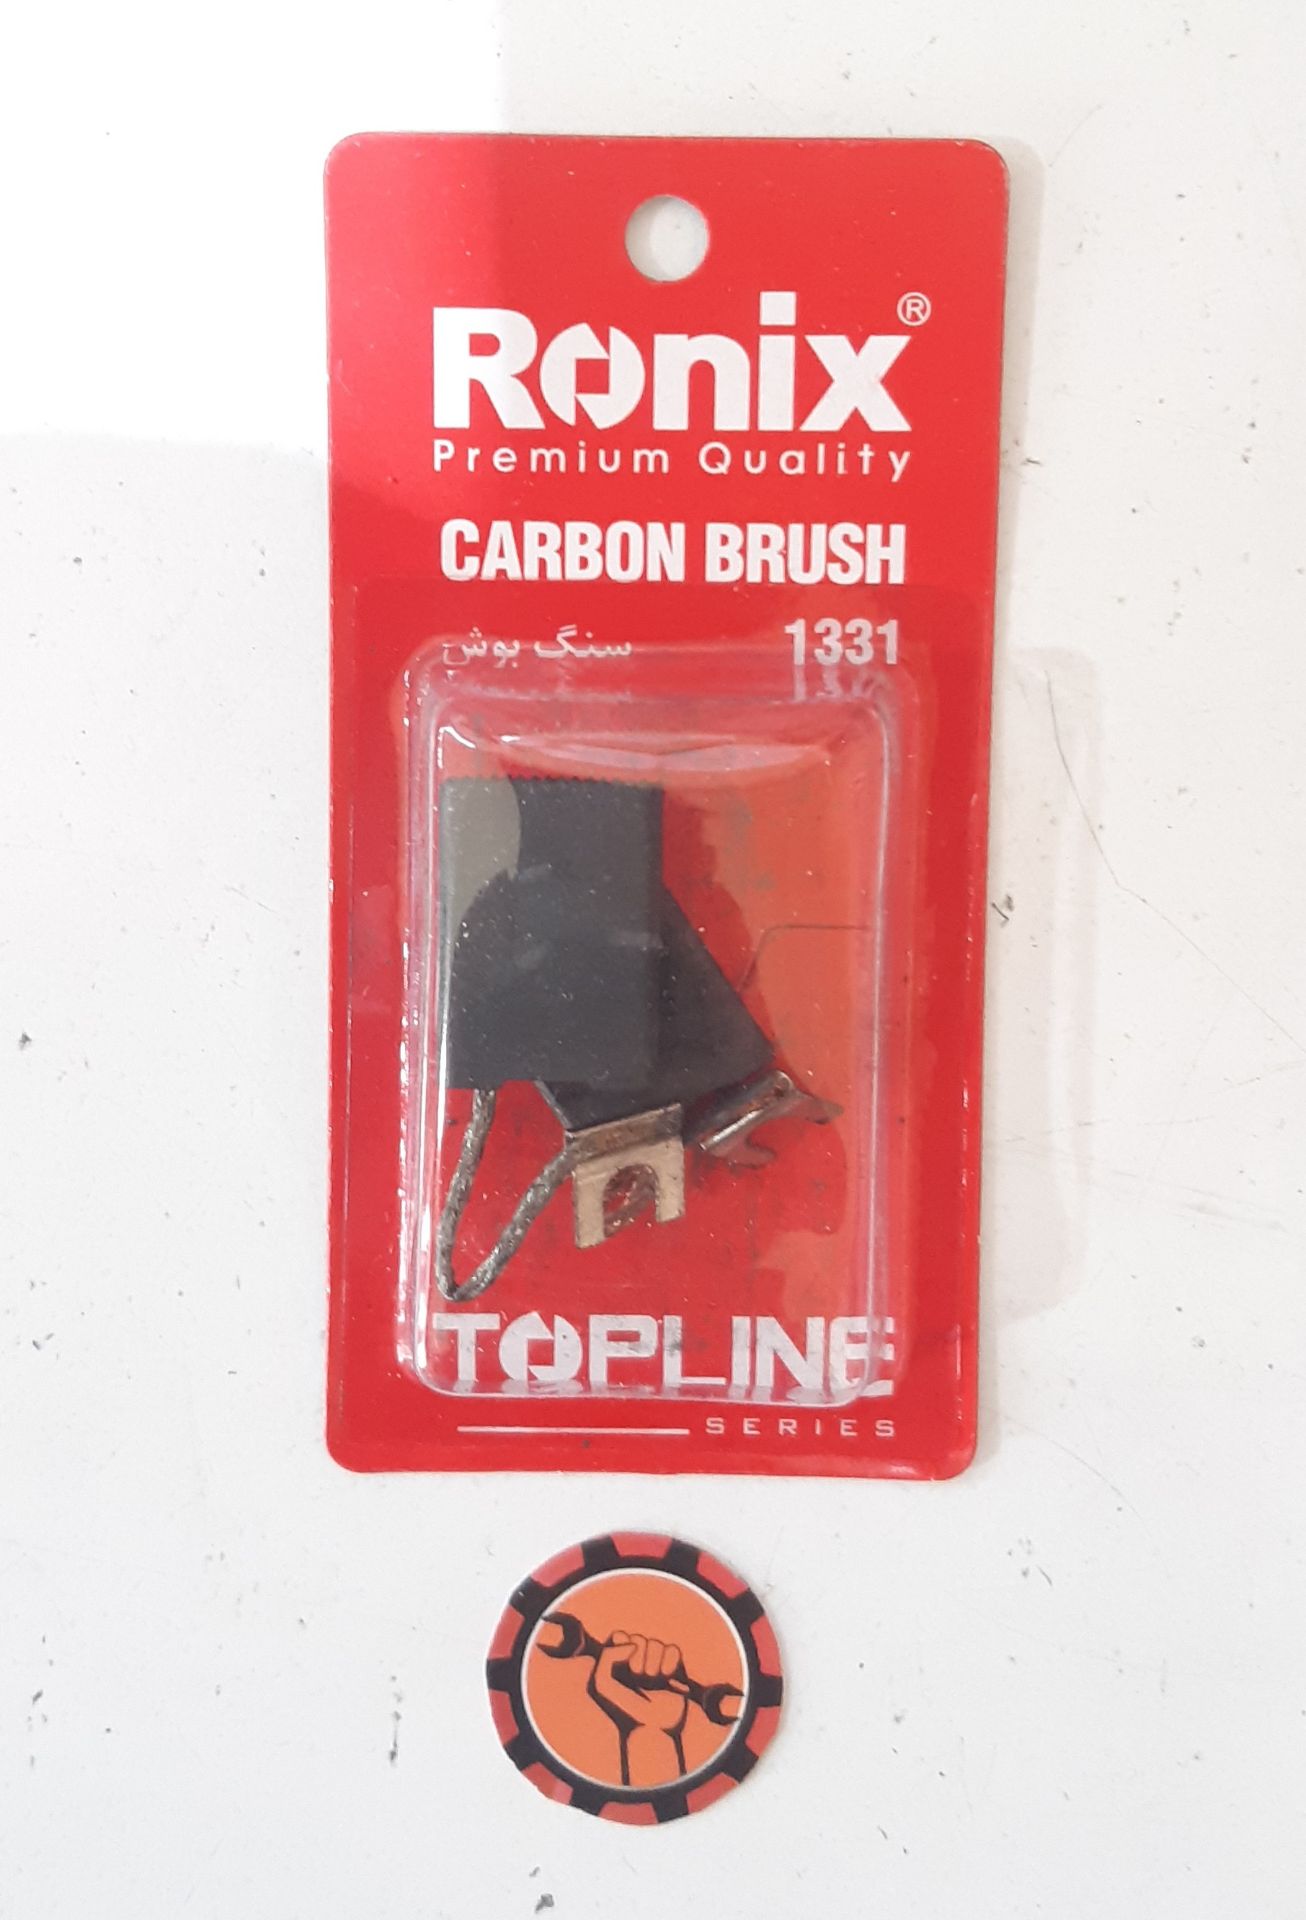 Ronix®
Premium Quality
CARBON BRUSH
سنگ بوش 1331
TOPLINE
SERIES